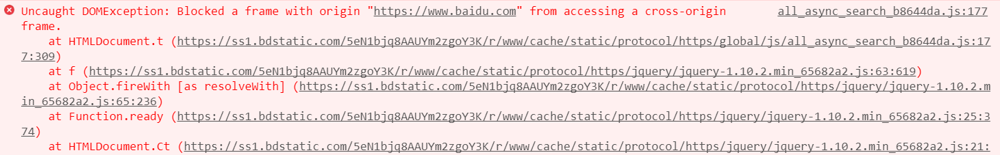 Uncaught DOMException: Blocked a frame with origin "https://www.baidu.com" from accessing a cross-origin all_async_search_b8644da.js:177
frame.
at HTMLDocument.t (https://ss1.bdstatic.com/5eN1bjq8AAUYm2zgoY3K/r/www/cache/static/protocol/https/global/js/all_async_search_b8644da.js:17
7:309)
at f (https://ss1.bdstatic.com/5eN1bjq8AAUYm2zgoY3K/r/www/cache/static/protocol/https/jquery/jquery-1.10.2.min_65682a2.js:63:619)
at Object.fireWith [as resolveWith] (https://ss1.bdstatic.com/5eN1bjq8AAUYm2zgoY3K/r/www/cache/static/protocol/https/jquery/jquery-1.10.2.m
in_65682a2.js:65:236)
at Function.ready (https://ss1.bdstatic.com/5eN1bjq8AAUYm2zgoY3K/r/www/cache/static/protocol/https/jquery/jquery-1.10.2.min_65682a2.js:25:3
74)
at HTMLDocument.Ct (https://ss1.bdstatic.com/5eN1bjq8AAUYm2zgoY3K/r/www/cache/static/protocol/https/jquery/jquery-1.10.2.min_65682a2.js:21: